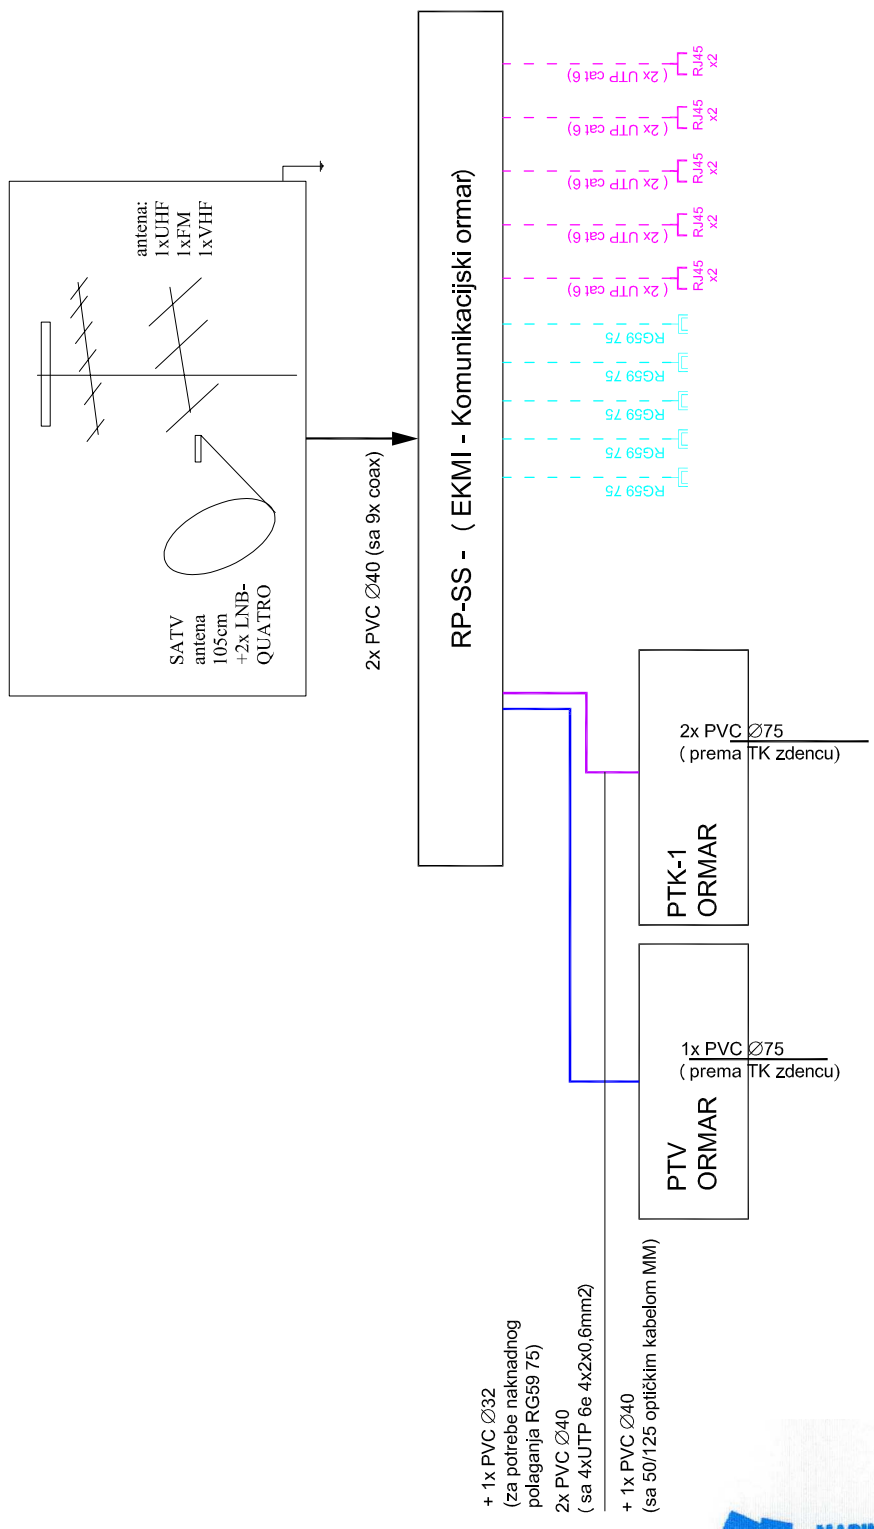 antena:
1xUHF
1xFM
1xVHF
SATV
antena
105cm
+2x LNB-
QUATRO
2x PVC Ø40 (sa 9x coax)
RP-SS - ( EKMI - Komunikacijski ormar)
( 2x UTP cat 6)
RJ45
x2
( 2x UTP cat 6)
RJ45
x2
( 2x UTP cat 6)
RJ45
x2
( 2x UTP cat 6)
RJ45
x2
( 2x UTP cat 6)
RJ45
x2
RG59 75
RG59 75
RG59 75
RG59 75
RG59 75
2x PVC Ø75
( prema TK zdencu)
PTK-1
ORMAR
1x PVC Ø75
( prema TK zdencu)
PTV
ORMAR
+ 1x PVC Ø32
(za potrebe naknadnog
polaganja RG59 75)
2x PVC Ø40
( sa 4xUTP 6e 4x2x0,6mm2)
+ 1x PVC Ø40
(sa 50/125 optičkim kabelom MM)